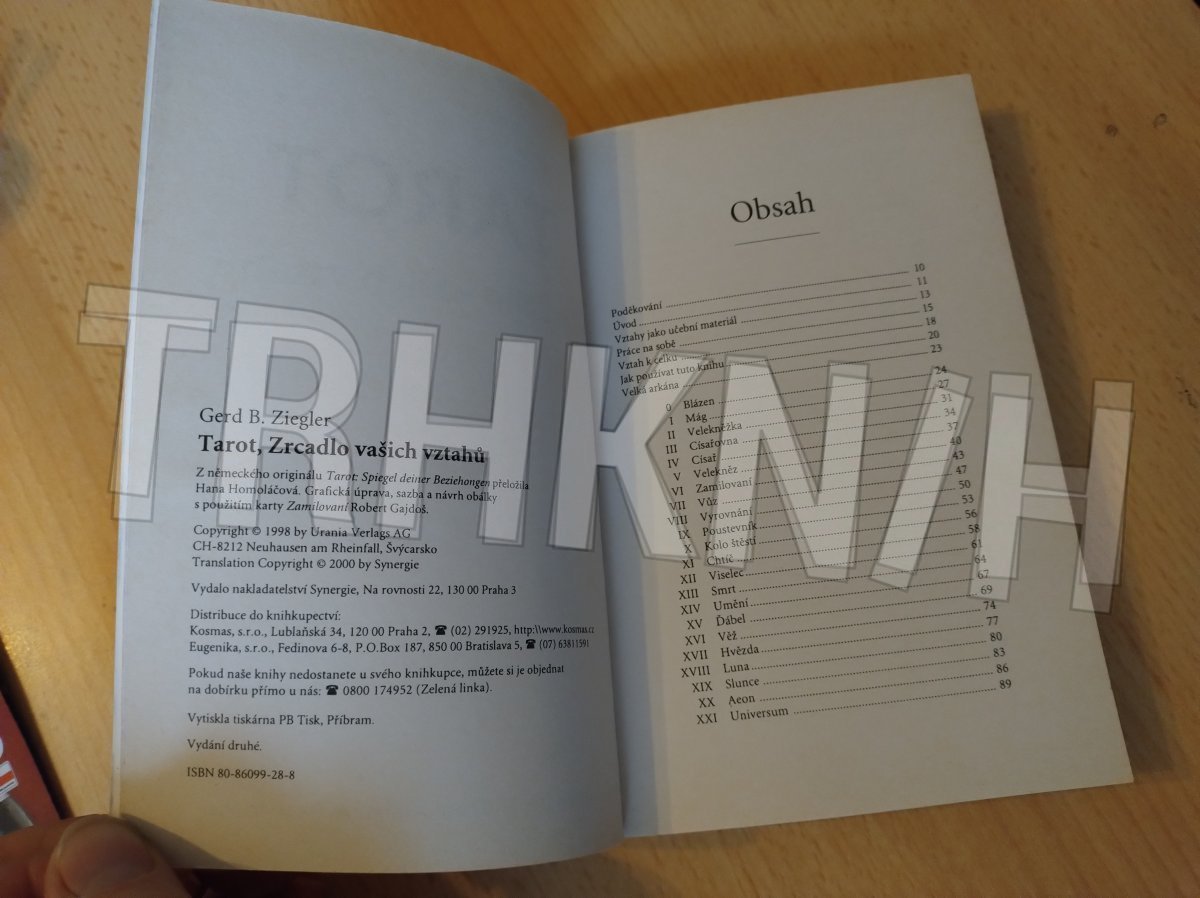 Gerd B. Ziegler
Tarot, Zrcadlo vašich vztahů
Z německého originálu Tarot: Spiegel deiner Beziehongen přeložila
Hana Homoláčová. Grafická úprava, sazba a návrh obálky
s použitím karty Zamilovaní Robert Gajdoš.
Copyright © 1998 by Urania Verlags AG
CH-8212 Neuhausen am Rheinfall, Švýcarsko
Translation Copyright © 2000 by Synergie
Vydalo nakladatelství Synergie, Na rovnosti 22, 130 00 Praha 3
Distribuce do knihkupectví:
Kosmas, s.r.o., Lublaňská 34, 120 00 Praha 2, ☎ (02) 291925, http:\\www.kosmas.cz
Eugenika, s.r.o., Fedinova 6-8, P.O.Box 187, 850 00 Bratislava 5, ☎ (07) 63811591
Pokud naše knihy nedostanete u svého knihkupce, můžete si je objednat
na dobírku přímo u nás: ☎ 0800 174952 (Zelená linka).
Vytiskla tiskárna PB Tisk, Příbram.
Vydání druhé.
ISBN 80-86099-28-8
Obsah
Poděkování 10
Úvod 11
Vztahy jako učební materiál 13
Práce na sobě 15
Vztah k celku 18
Jak používat tuto knihu 20
Velká arkána 23
0 Blázen 24
I Mág 27
II Velekněžka 31
III Císařovna 34
IV Císař 37
V Velekněz 40
VI Zamilovaní 43
VII Vůz 47
VIII Vyrovnání 50
IX Poustevník 53
X Kolo štěstí 56
XI Chtíč 58
XII Viselec 61
XIII Smrt 64
XIV Umění 67
XV Ďábel 69
XVI Věž 74
XVII Hvězda 77
XVIII Luna 80
XIX Slunce 83
XX Aeon 86
XXI Universum 89
TRHKNIH